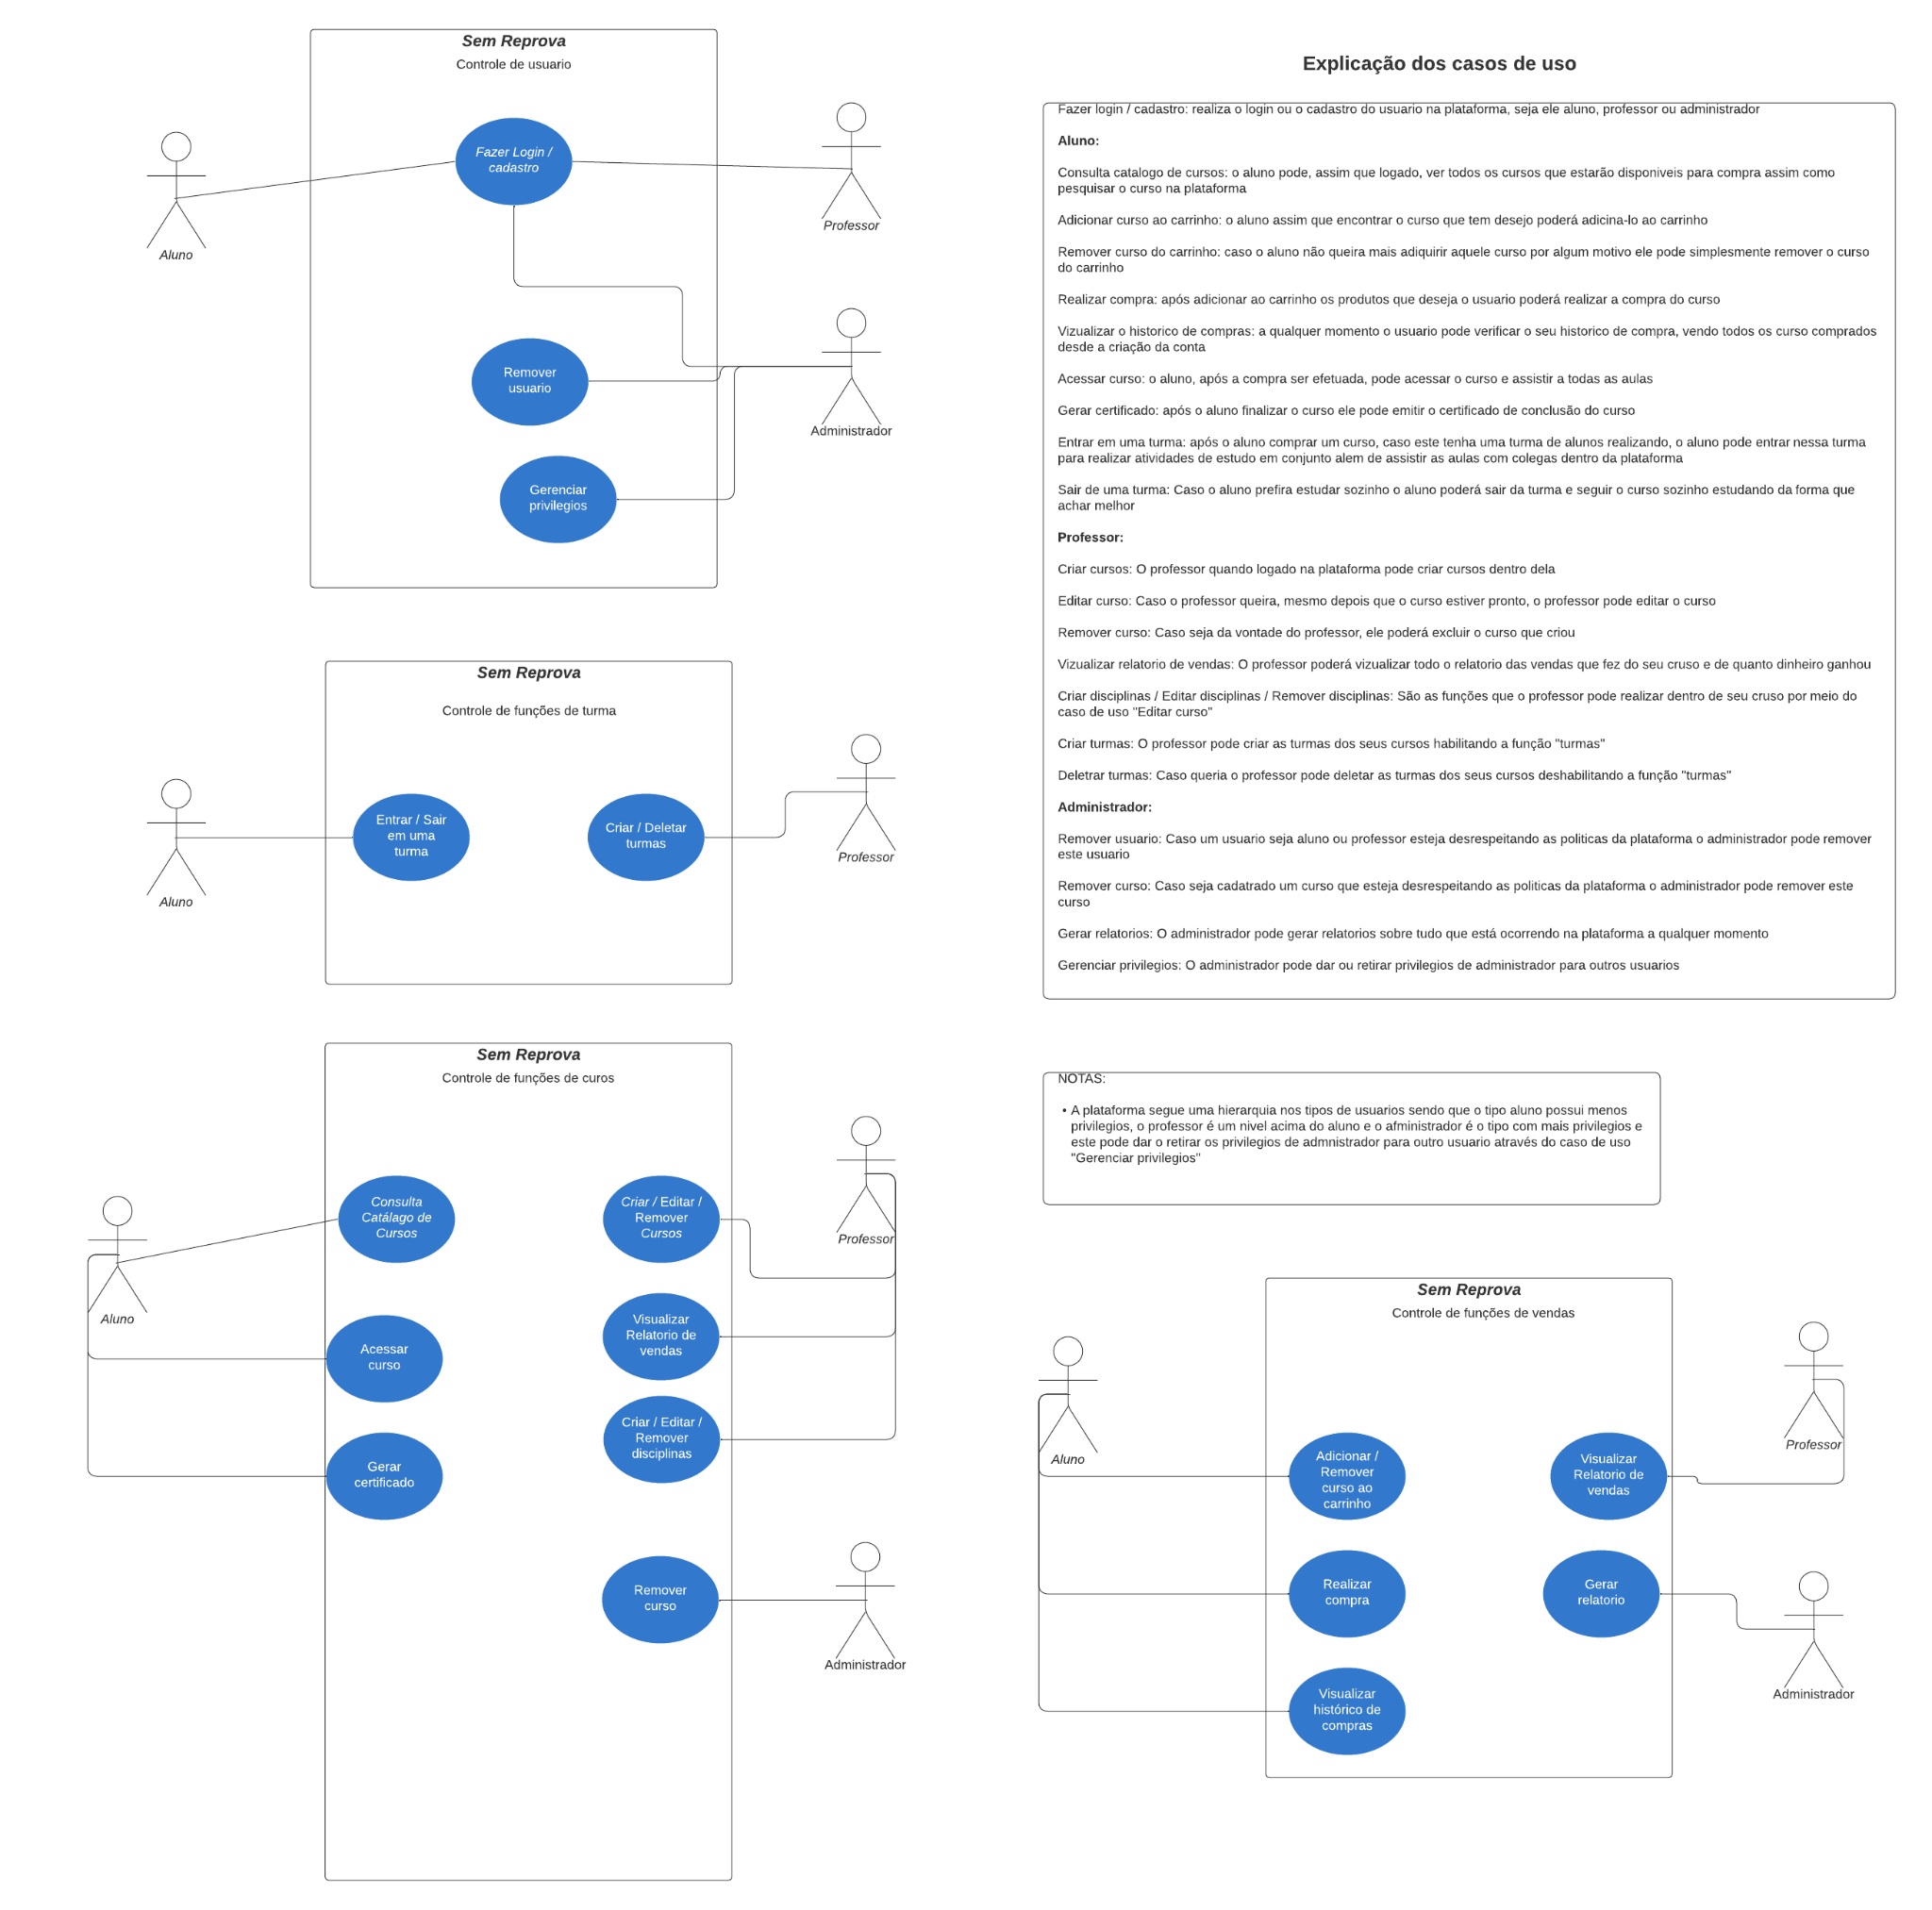 Sem Reprova
Controle de usuario
Fazer Login /
cadastro
Aluno
Professor
Remover
usuario
Administrador
Gerenciar
privilegios
Sem Reprova
Controle de funções de turma
Entrar / Sair
em uma
turma
Criar / Deletar
turmas
Aluno
Professor
Sem Reprova
Controle de funções de curos
Consulta
Catálago de
Cursos
Criar / Editar /
Remover
Cursos
Professor
Aluno
Visualizar
Relatorio de
vendas
Acessar
curso
Criar / Editar /
Remover
disciplinas
Gerar
certificado
Remover
curso
Administrador
Explicação dos casos de uso
Fazer login / cadastro: realiza o login ou o cadastro do usuario na plataforma, seja ele aluno, professor ou administrador
Aluno:
Consulta catalogo de cursos: o aluno pode, assim que logado, ver todos os cursos que estarão disponiveis para compra assim como
pesquisar o curso na plataforma
Adicionar curso ao carrinho: o aluno assim que encontrar o curso que tem desejo poderá adicina-lo ao carrinho
Remover curso do carrinho: caso o aluno não queira mais adiquirir aquele curso por algum motivo ele pode simplesmente remover o curso
do carrinho
Realizar compra: após adicionar ao carrinho os produtos que deseja o usuario poderá realizar a compra do curso
Vizualizar o historico de compras: a qualquer momento o usuario pode verificar o seu historico de compra, vendo todos os curso comprados
desde a criação da conta
Acessar curso: o aluno, após a compra ser efetuada, pode acessar o curso e assistir a todas as aulas
Gerar certificado: após o aluno finalizar o curso ele pode emitir o certificado de conclusão do curso
Entrar em uma turma: após o aluno comprar um curso, caso este tenha uma turma de alunos realizando, o aluno pode entrar nessa turma
para realizar atividades de estudo em conjunto alem de assistir as aulas com colegas dentro da plataforma
Sair de uma turma: Caso o aluno prefira estudar sozinho o aluno poderá sair da turma e seguir o curso sozinho estudando da forma que
achar melhor
Professor:
Criar cursos: O professor quando logado na plataforma pode criar cursos dentro dela
Editar curso: Caso o professor queira, mesmo depois que o curso estiver pronto, o professor pode editar o curso
Remover curso: Caso seja da vontade do professor, ele poderá excluir o curso que criou
Vizualizar relatorio de vendas: O professor poderá vizualizar todo o relatorio das vendas que fez do seu cruso e de quanto dinheiro ganhou
Criar disciplinas / Editar disciplinas / Remover disciplinas: São as funções que o professor pode realizar dentro de seu cruso por meio do
caso de uso "Editar curso"
Criar turmas: O professor pode criar as turmas dos seus cursos habilitando a função "turmas"
Deletrar turmas: Caso queria o professor pode deletar as turmas dos seus cursos deshabilitando a função "turmas"
Administrador:
Remover usuario: Caso um usuario seja aluno ou professor esteja desrespeitando as politicas da plataforma o administrador pode remover
este usuario
Remover curso: Caso seja cadatrado um curso que esteja desrespeitando as politicas da plataforma o administrador pode remover este
curso
Gerar relatorios: O administrador pode gerar relatorios sobre tudo que está ocorrendo na plataforma a qualquer momento
Gerenciar privilegios: O administrador pode dar ou retirar privilegios de administrador para outros usuarios
NOTAS:
• A plataforma segue uma hierarquia nos tipos de usuarios sendo que o tipo aluno possui menos
privilegios, o professor é um nivel acima do aluno e o afministrador é o tipo com mais privilegios e
este pode dar o retirar os privilegios de admnistrador para outro usuario através do caso de uso
"Gerenciar privilegios"
Sem Reprova
Controle de funções de vendas
Aluno
Professor
Adicionar /
Remover
curso ao
carrinho
Visualizar
Relatorio de
vendas
Realizar
compra
Gerar
relatorio
Administrador
Visualizar
histórico de
compras